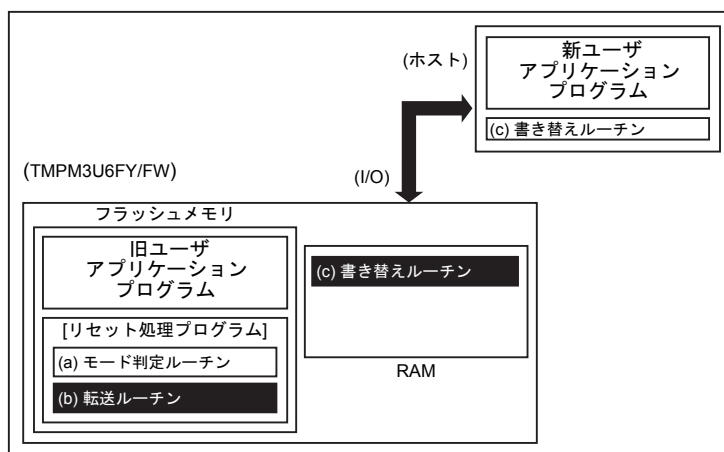 (ホスト)
新ユーザ
アプリケーション
プログラム
(c) 書き替えルーチン
(TMPM3U6FY/FW)
(I/O)
フラッシュメモリ
旧ユーザ
アプリケーション
プログラム
[リセット処理プログラム]
(a) モード判定ルーチン
(b) 転送ルーチン
(c) 書き替えルーチン
RAM